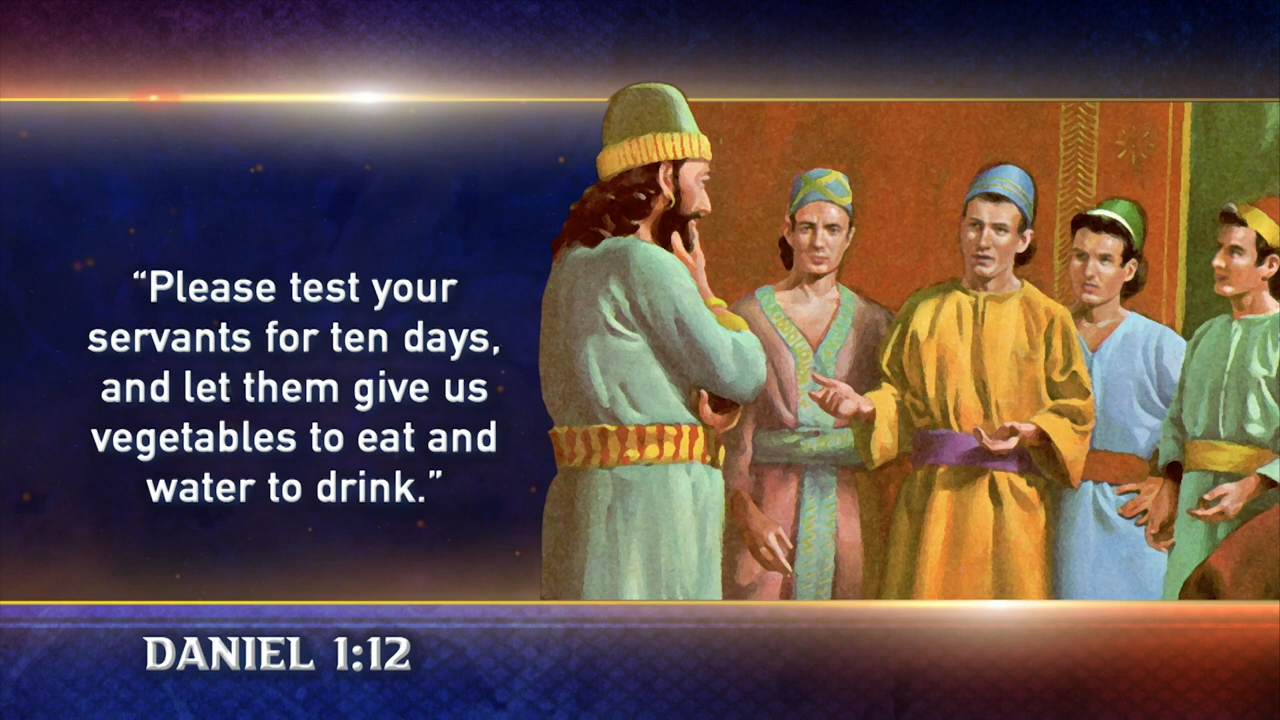 “Please test your
servants for ten days,
and let them give us
vegetables to eat and
water to drink.”
DANIEL 1:12